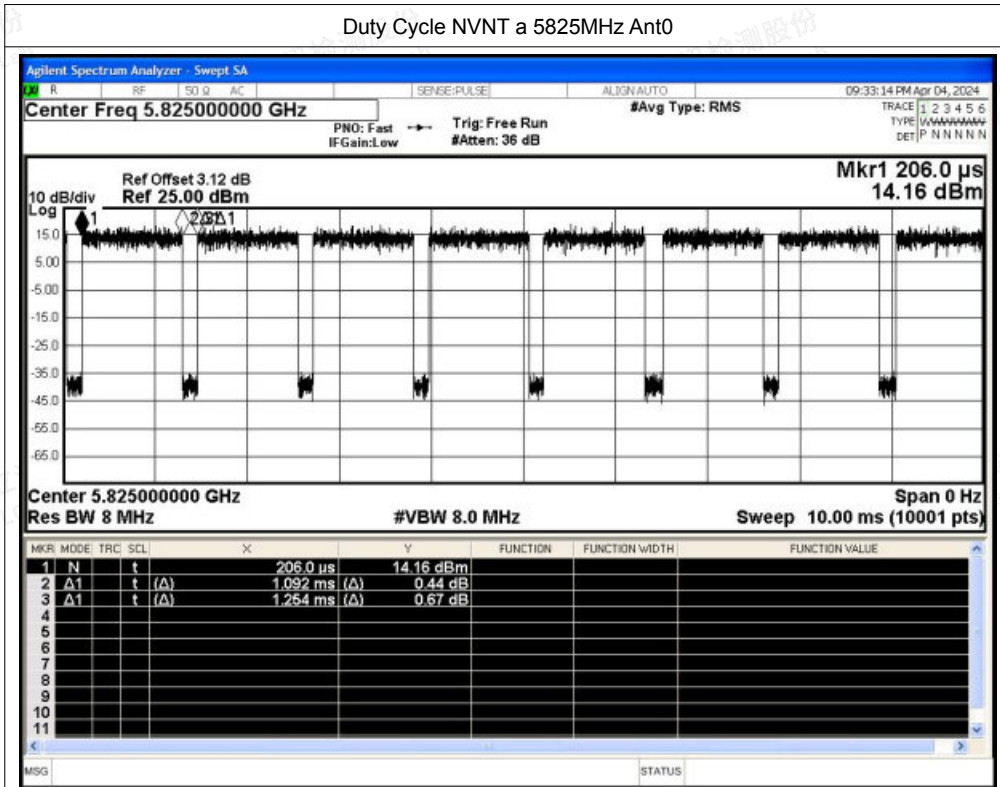 Duty Cycle NVNT a 5825MHz Ant0
Agilent Spectrum Analyzer - Swept SA
R RF 50 Ω AC SENSE:PULSE ALIGN AUTO 09:33:14 PM Apr 04, 2024
Center Freq 5.825000000 GHz #Avg Type: RMS TRACE 1 2 3 4 5 6
PNO: Fast Trig: Free Run TYPE
IFGain:Low #Atten: 36 dB DET P N N N N N
Mkr1 206.0 µs
14.16 dBm
Ref Offset 3.12 dB
10 dB/div Ref 25.00 dBm
Log
1 2Δ1
15.0
5.00
-5.00
-15.0
-25.0
-35.0
-45.0
-55.0
-65.0
Center 5.825000000 GHz Span 0 Hz
Res BW 8 MHz #VBW 8.0 MHz Sweep 10.00 ms (10001 pts)
MKR MODE TRC SCL X Y FUNCTION FUNCTION WIDTH FUNCTION VALUE
1 N t 206.0 µs 14.16 dBm
2 Δ1 t (Δ) 1.092 ms (Δ) 0.44 dB
3 Δ1 t (Δ) 1.254 ms (Δ) 0.67 dB
4
5
6
7
8
9
10
11
MSG STATUS